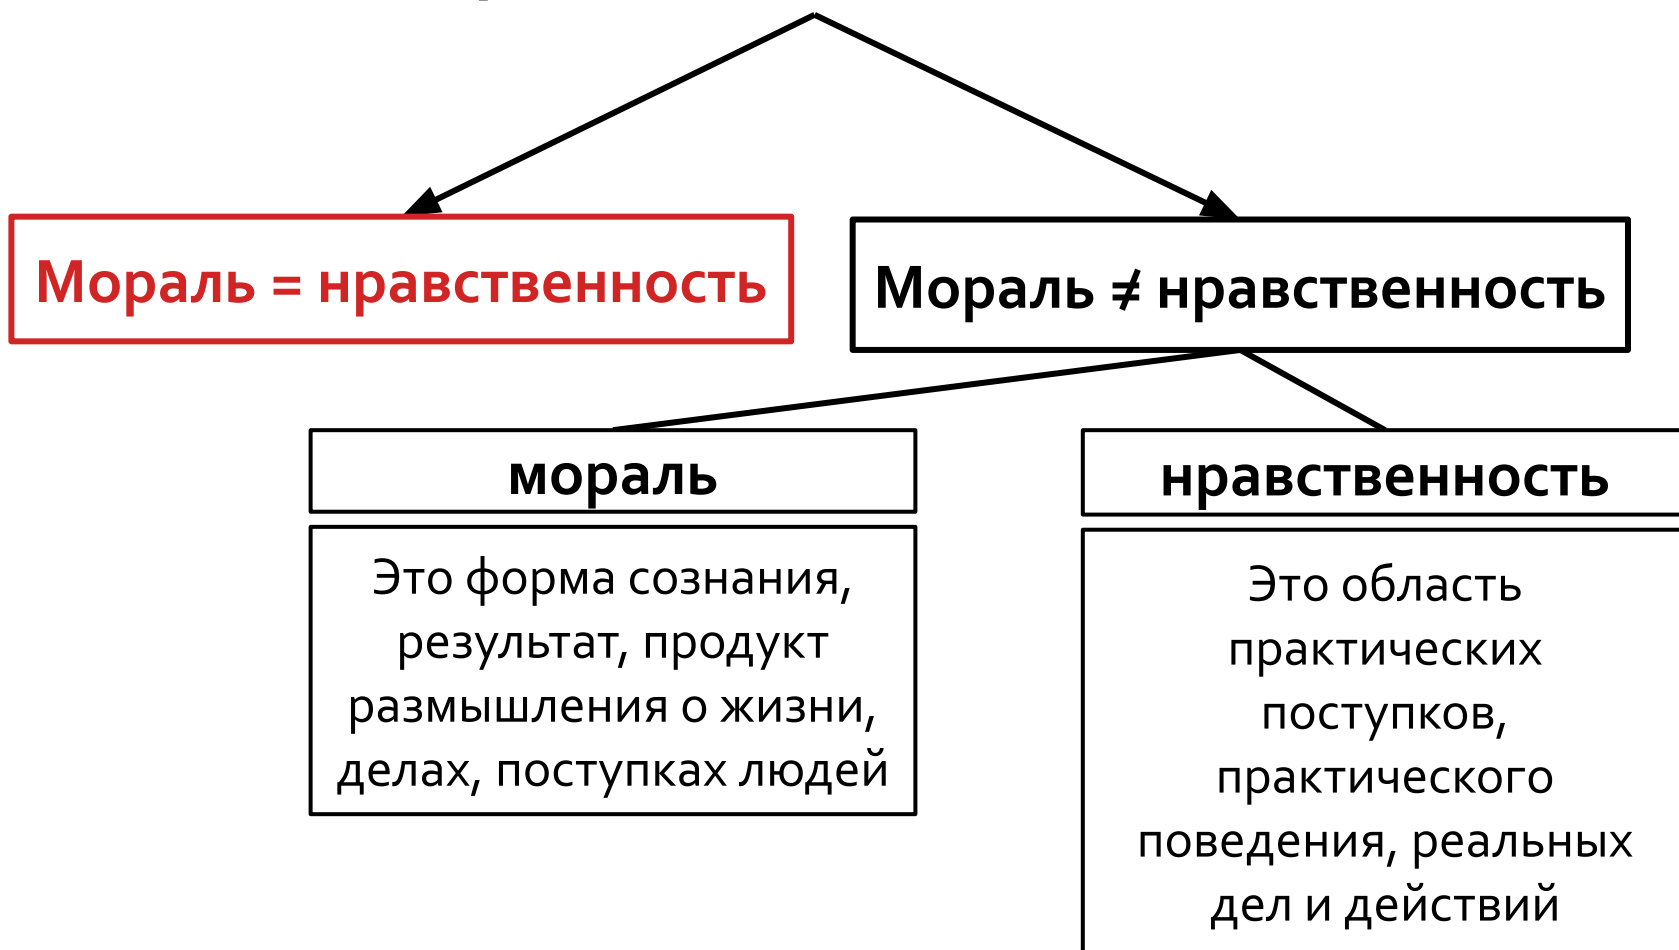 Мораль = нравственность
Мораль ≠ нравственность
мораль
Это форма сознания,
результат, продукт
размышления о жизни,
делах, поступках людей
нравственность
Это область
практических
поступков,
практического
поведения, реальных
дел и действий